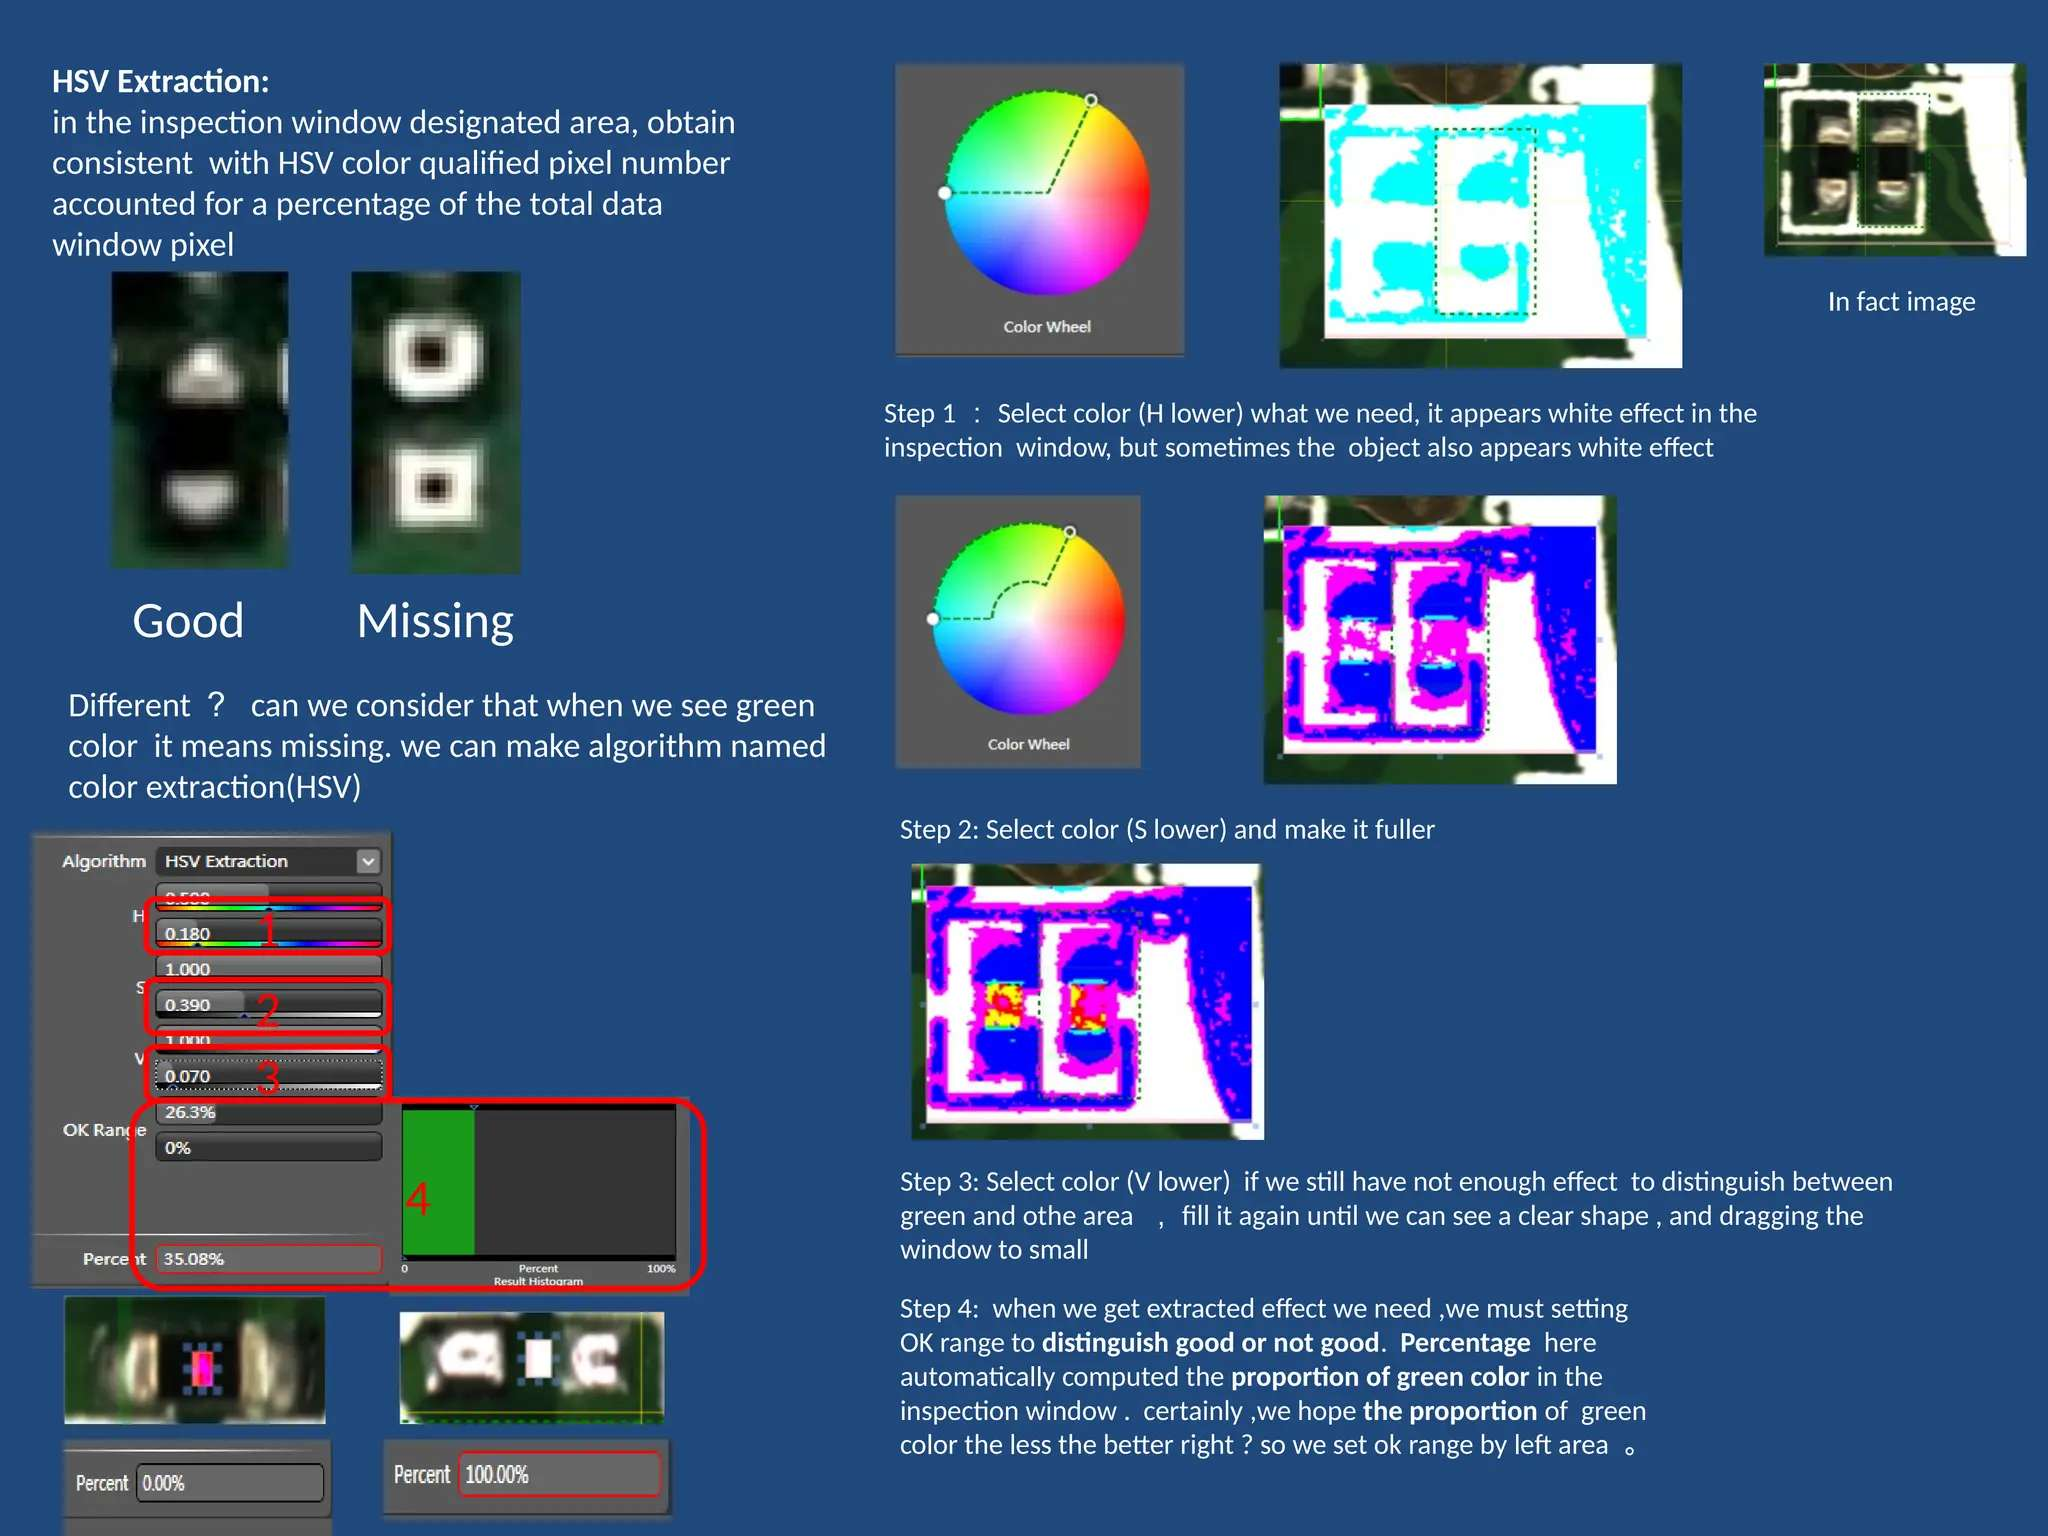 HSV Extraction:
in the inspection window designated area, obtain
consistent  with HSV color qualified pixel number
accounted for a percentage of the total data
window pixel
Good
Missing
Different ？ can we consider that when we see green
color  it means missing. we can make algorithm named
color extraction(HSV)
Algorithm HSV Extraction
H
0.180 1
1.000
S
0.390 2
1.000
V
0.070 3
26.3%
OK Range
0%
4
Percent 35.08%
0 Percent 100%
Result Histogram
Percent 0.00%
Percent 100.00%
Color Wheel
In fact image
Step 1 ： Select color (H lower) what we need, it appears white effect in the
inspection  window, but sometimes the  object also appears white effect
Color Wheel
Step 2: Select color (S lower) and make it fuller
Step 3: Select color (V lower)  if we still have not enough effect  to distinguish between
green and othe area ， fill it again until we can see a clear shape , and dragging the
window to small
Step 4:  when we get extracted effect we need ,we must setting
OK range to distinguish good or not good.  Percentage  here
automatically computed the proportion of green color in the
inspection window .  certainly ,we hope the proportion of  green
color the less the better right ? so we set ok range by left area 。